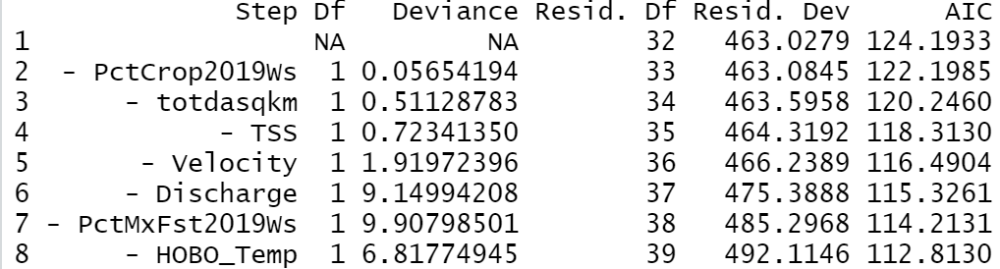 Step Df Deviance Resid. Df Resid. Dev AIC
1 NA NA 32 463.0279 124.1933
2 - PctCrop2019Ws 1 0.05654194 33 463.0845 122.1985
3 - totdasqkm 1 0.51128783 34 463.5958 120.2460
4 - TSS 1 0.72341350 35 464.3192 118.3130
5 - Velocity 1 1.91972396 36 466.2389 116.4904
6 - Discharge 1 9.14994208 37 475.3888 115.3261
7 - PctMxFst2019Ws 1 9.90798501 38 485.2968 114.2131
8 - HOBO_Temp 1 6.81774945 39 492.1146 112.8130